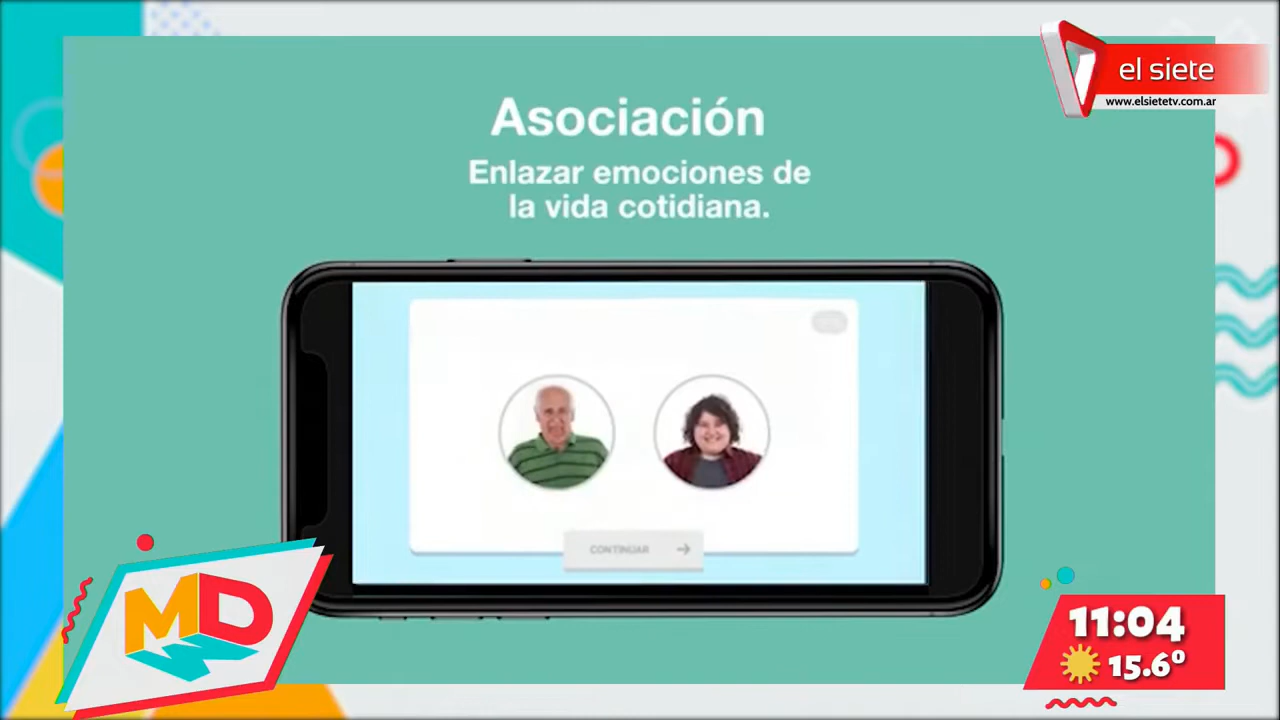 el siete
www.elsietetv.com.ar
Asociación
Enlazar emociones de
la vida cotidiana.
CONTINUAR
MD
11:04
15.6º